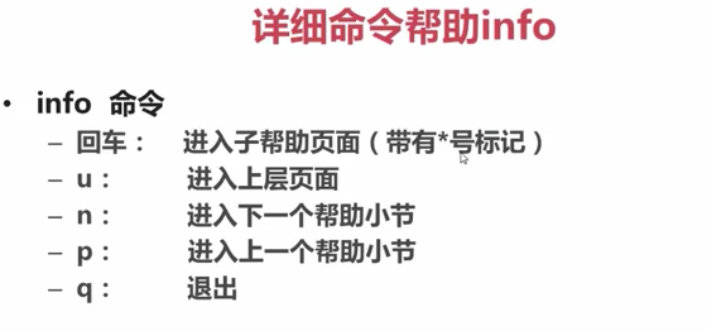 详细命令帮助info
• info 命令
– 回车： 进入子帮助页面（带有*号标记）
– u： 进入上层页面
– n： 进入下一个帮助小节
– p： 进入上一个帮助小节
– q： 退出